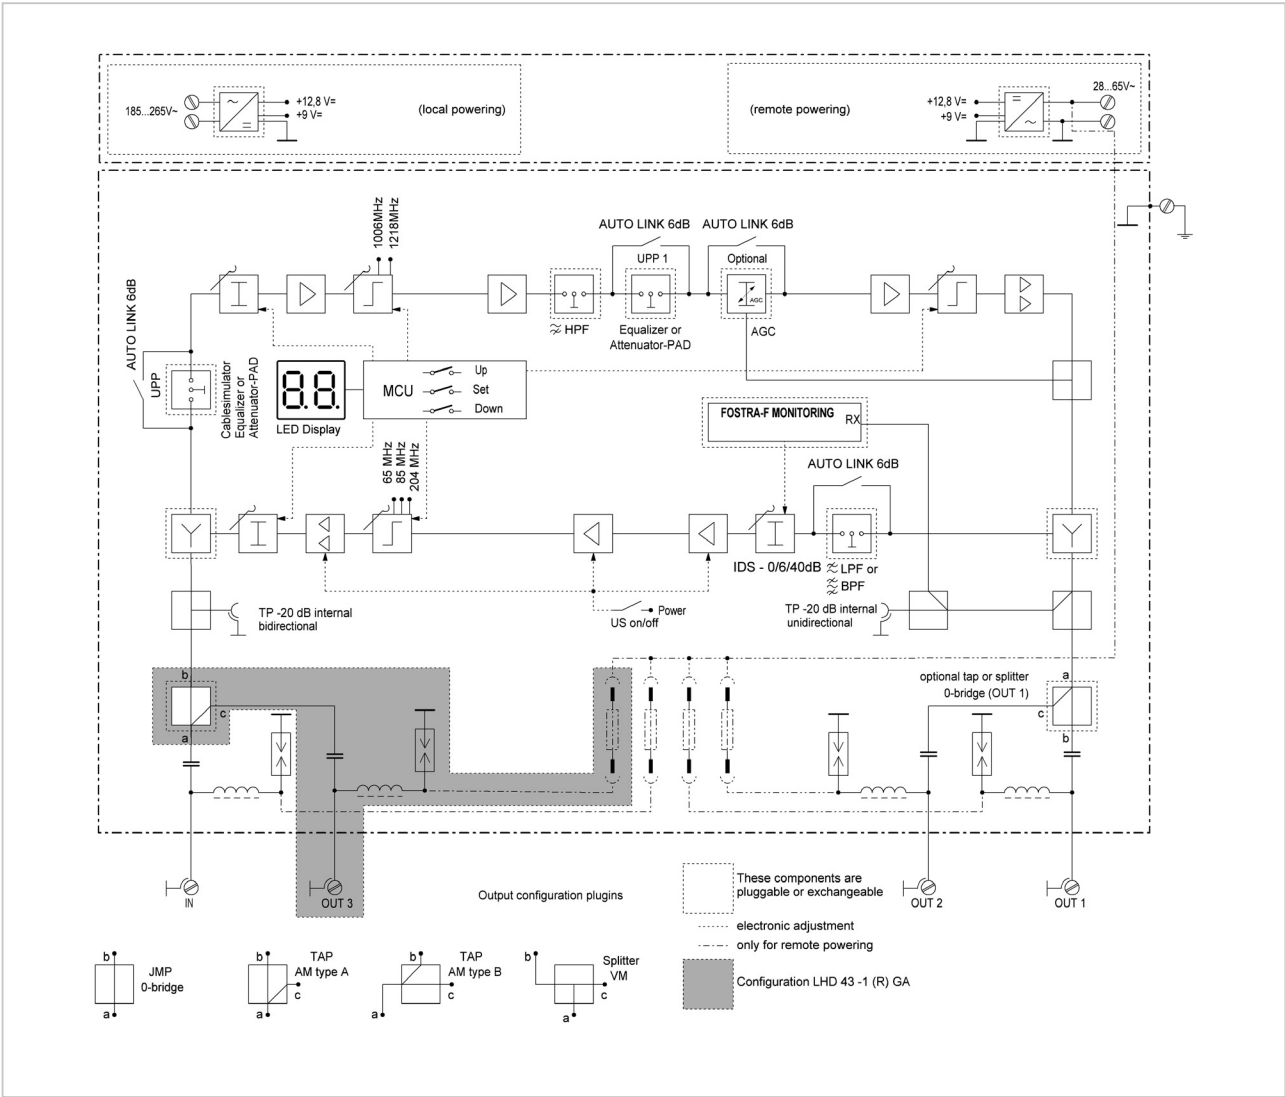 185...265V~
+12,8 V=
+9 V=
(local powering)
(remote powering)
+12,8 V=
+9 V=
28...65V~
1006MHz
1218MHz
AUTO LINK 6dB
AUTO LINK 6dB
UPP 1
Optional
AGC
HPF
Equalizer or
Attenuator-PAD
AGC
AUTO LINK 6dB
UPP
Cablesimulator
Equalizer or
Attenuator-PAD
8.8.
LED Display
MCU
Up
Set
Down
FOSTRA-F MONITORING
RX
65 MHz
85 MHz
204 MHz
AUTO LINK 6dB
IDS - 0/6/40dB
LPF or
BPF
TP -20 dB internal
bidirectional
Power
US on/off
TP -20 dB internal
unidirectional
b
c
a
optional tap or splitter
0-bridge (OUT 1)
a
c
b
IN
OUT 3
Output configuration plugins
OUT 2
OUT 1
These components are
pluggable or exchangeable
electronic adjustment
only for remote powering
Configuration LHD 43 -1 (R) GA
b
JMP
0-bridge
a
b
TAP
AM type A
c
a
b
TAP
AM type B
c
a
b
Splitter
VM
c
a